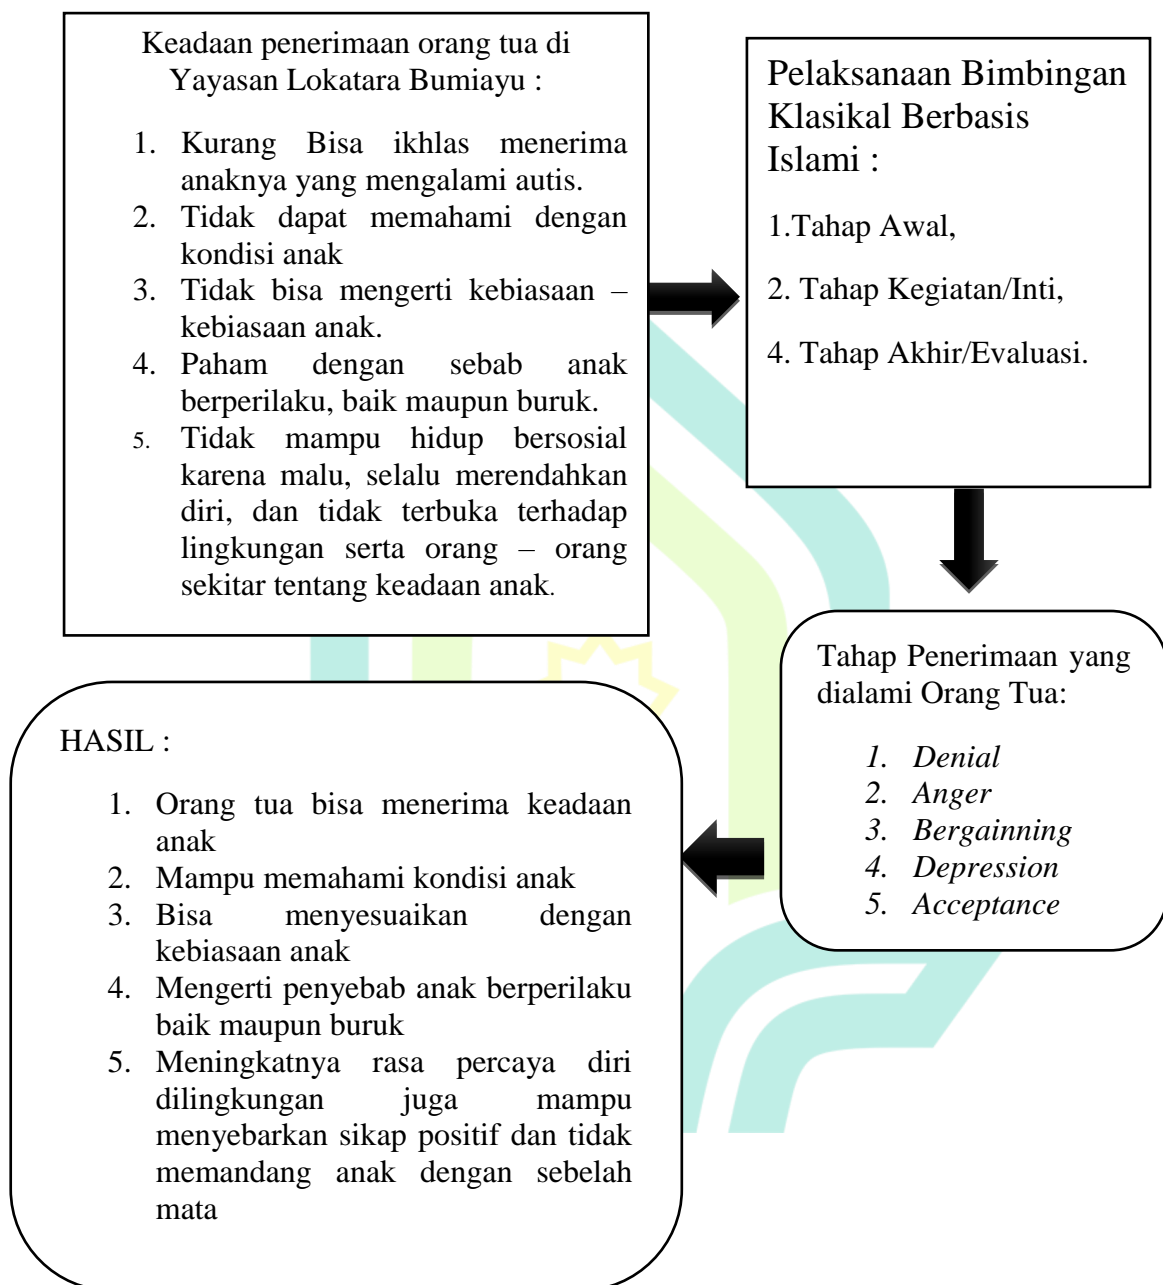 Keadaan penerimaan orang tua di
Yayasan Lokatara Bumiayu :
1. Kurang Bisa ikhlas menerima
anaknya yang mengalami autis.
2. Tidak dapat memahami dengan
kondisi anak
3. Tidak bisa mengerti kebiasaan –
kebiasaan anak.
4. Paham dengan sebab anak
berperilaku, baik maupun buruk.
5. Tidak mampu hidup bersosial
karena malu, selalu merendahkan
diri, dan tidak terbuka terhadap
lingkungan serta orang – orang
sekitar tentang keadaan anak.
Pelaksanaan Bimbingan
Klasikal Berbasis
Islami :
1.Tahap Awal,
2. Tahap Kegiatan/Inti,
4. Tahap Akhir/Evaluasi.
Tahap Penerimaan yang
dialami Orang Tua:
1. Denial
2. Anger
3. Bergainning
4. Depression
5. Acceptance
HASIL :
1. Orang tua bisa menerima keadaan
anak
2. Mampu memahami kondisi anak
3. Bisa menyesuaikan dengan
kebiasaan anak
4. Mengerti penyebab anak berperilaku
baik maupun buruk
5. Meningkatnya rasa percaya diri
dilingkungan juga mampu
menyebarkan sikap positif dan tidak
memandang anak dengan sebelah
mata